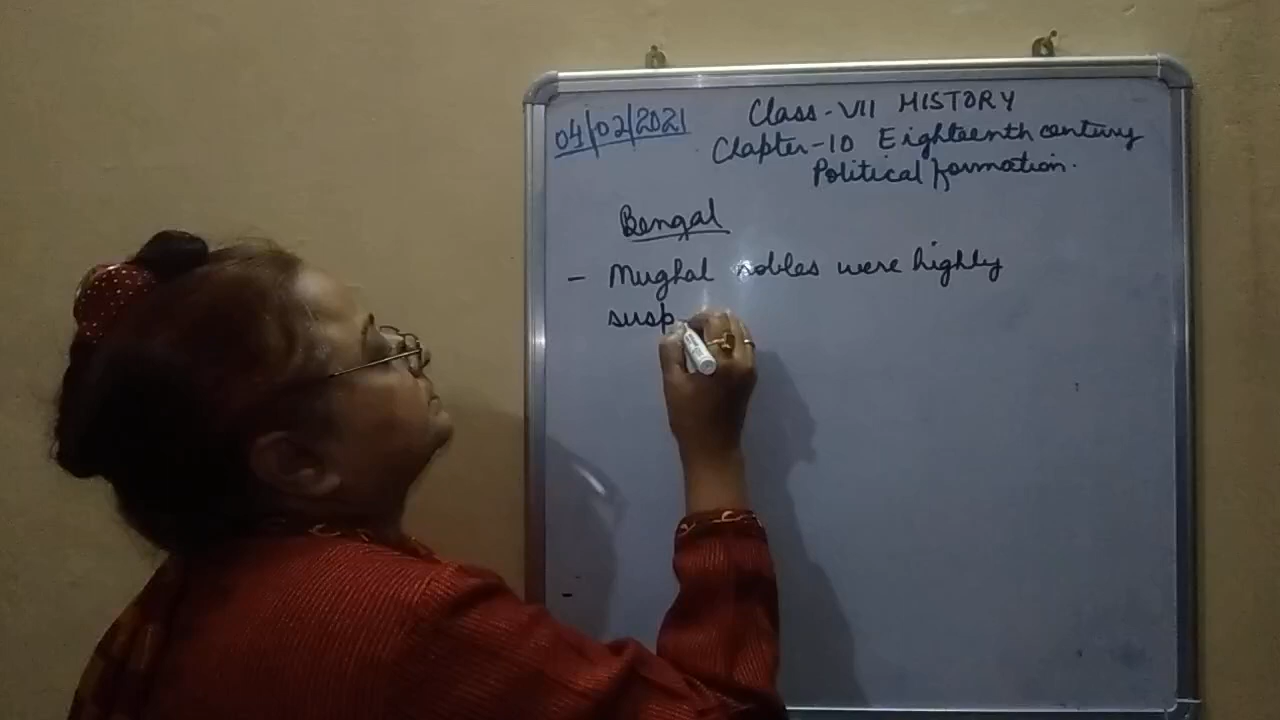 04/02/2021
Class-VII HISTORY
Chapter-10 Eighteenth century
Political formation.
Bengal
- Mughal nobles were highly
susp